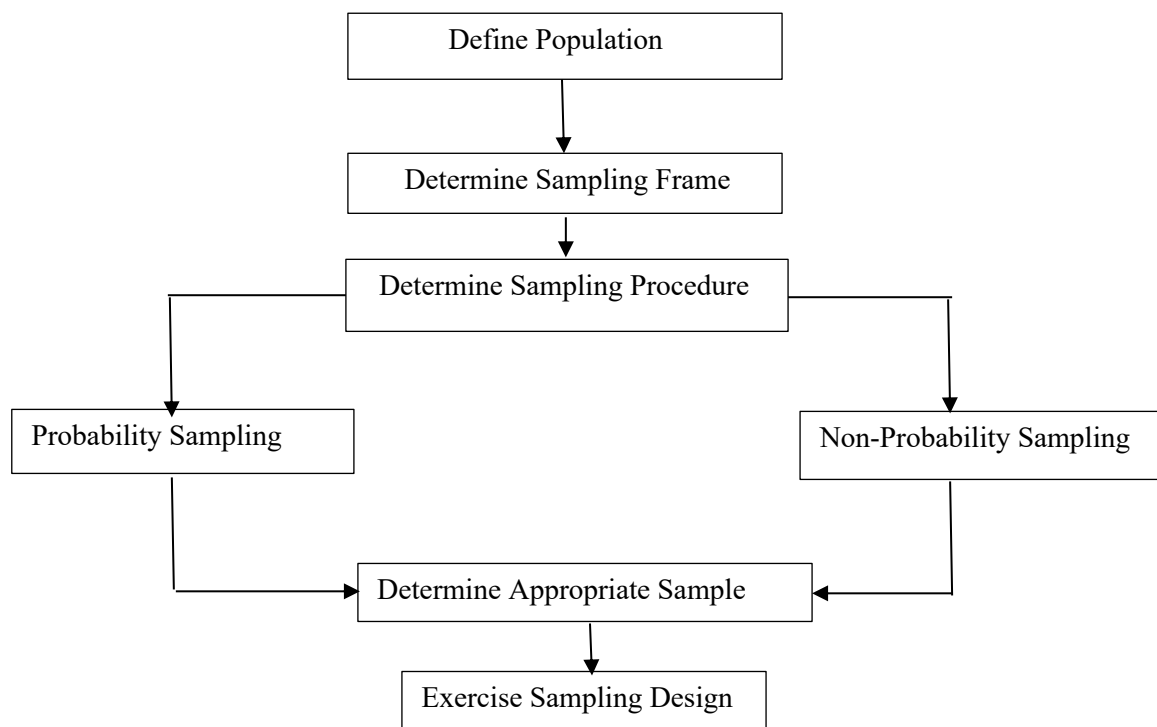 Define Population
Determine Sampling Frame
Determine Sampling Procedure
Probability Sampling
Non-Probability Sampling
Determine Appropriate Sample
Exercise Sampling Design